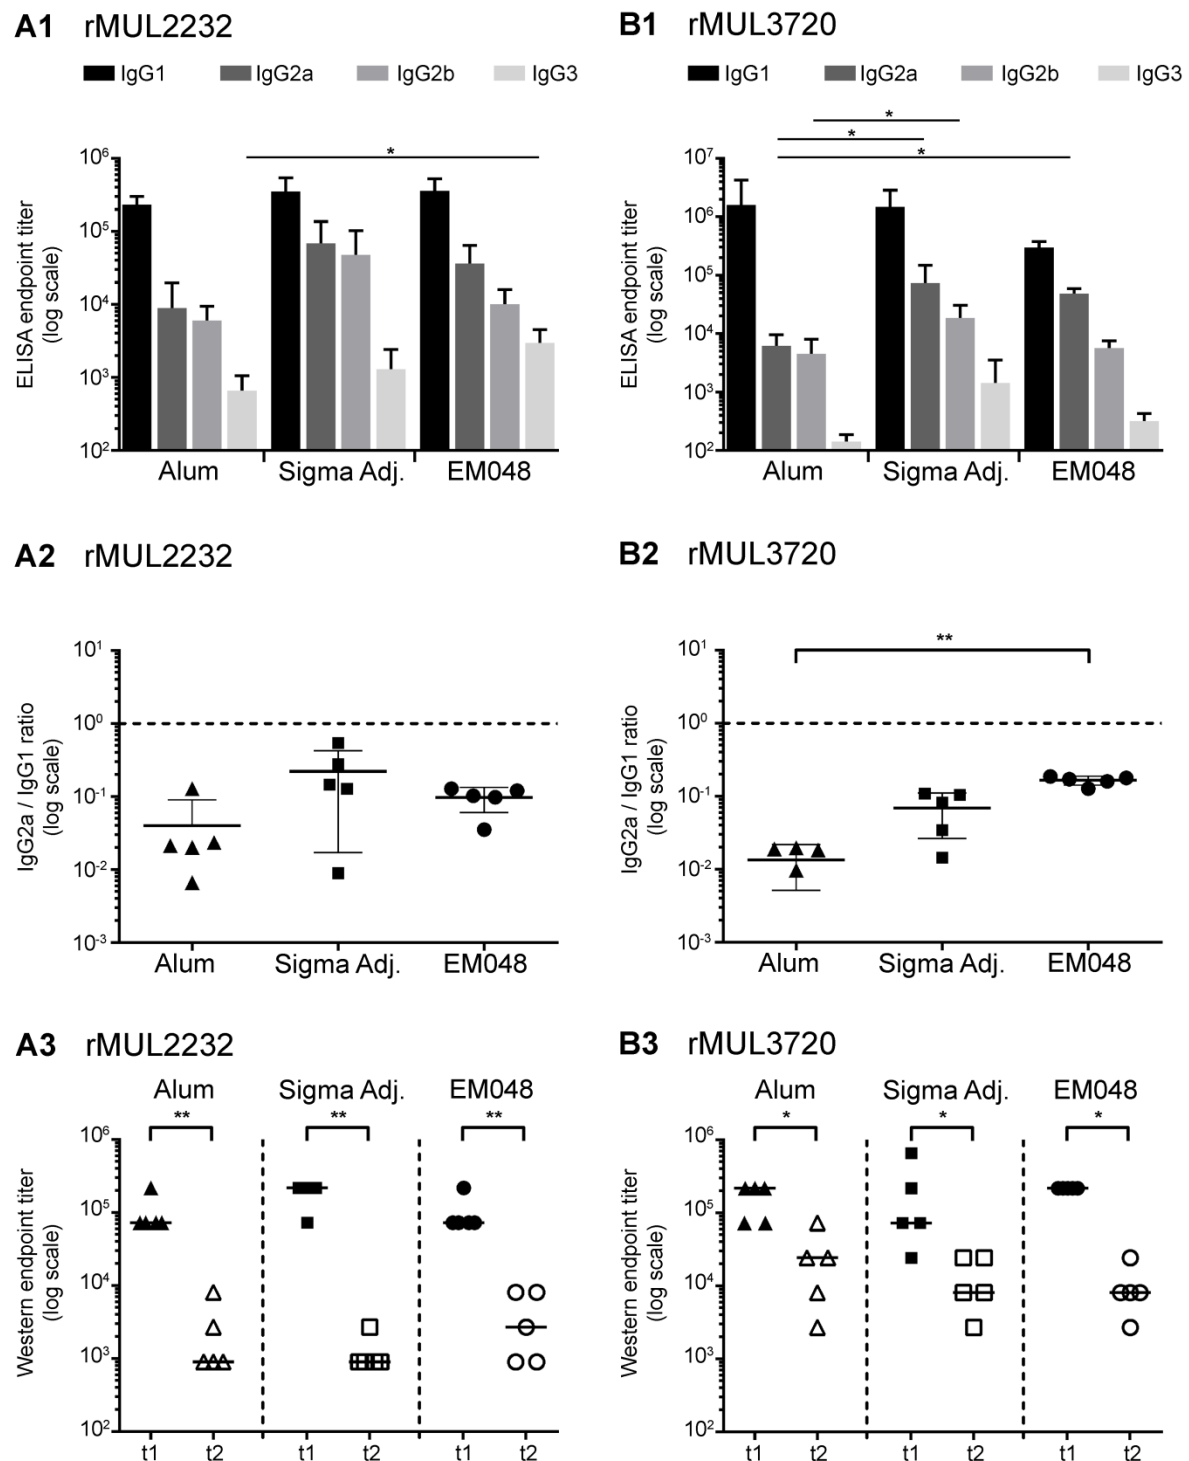 A1 rMUL2232
B1 rMUL3720
IgG1 IgG2a IgG2b IgG3
IgG1 IgG2a IgG2b IgG3
*
*
*
*
ELISA endpoint titer
(log scale)
10⁶
10⁵
10⁴
10³
10²
Alum Sigma Adj. EM048
ELISA endpoint titer
(log scale)
10⁷
10⁶
10⁵
10⁴
10³
10²
Alum Sigma Adj. EM048
A2 rMUL2232
B2 rMUL3720
IgG2a / IgG1 ratio
(log scale)
10¹
10⁰
10⁻¹
10⁻²
10⁻³
Alum Sigma Adj. EM048
**
IgG2a / IgG1 ratio
(log scale)
10¹
10⁰
10⁻¹
10⁻²
10⁻³
Alum Sigma Adj. EM048
A3 rMUL2232
B3 rMUL3720
Alum Sigma Adj. EM048
** ** **
Western endpoint titer
(log scale)
10⁶
10⁵
10⁴
10³
10²
t1 t2 t1 t2 t1 t2
Alum Sigma Adj. EM048
* * *
Western endpoint titer
(log scale)
10⁶
10⁵
10⁴
10³
10²
t1 t2 t1 t2 t1 t2